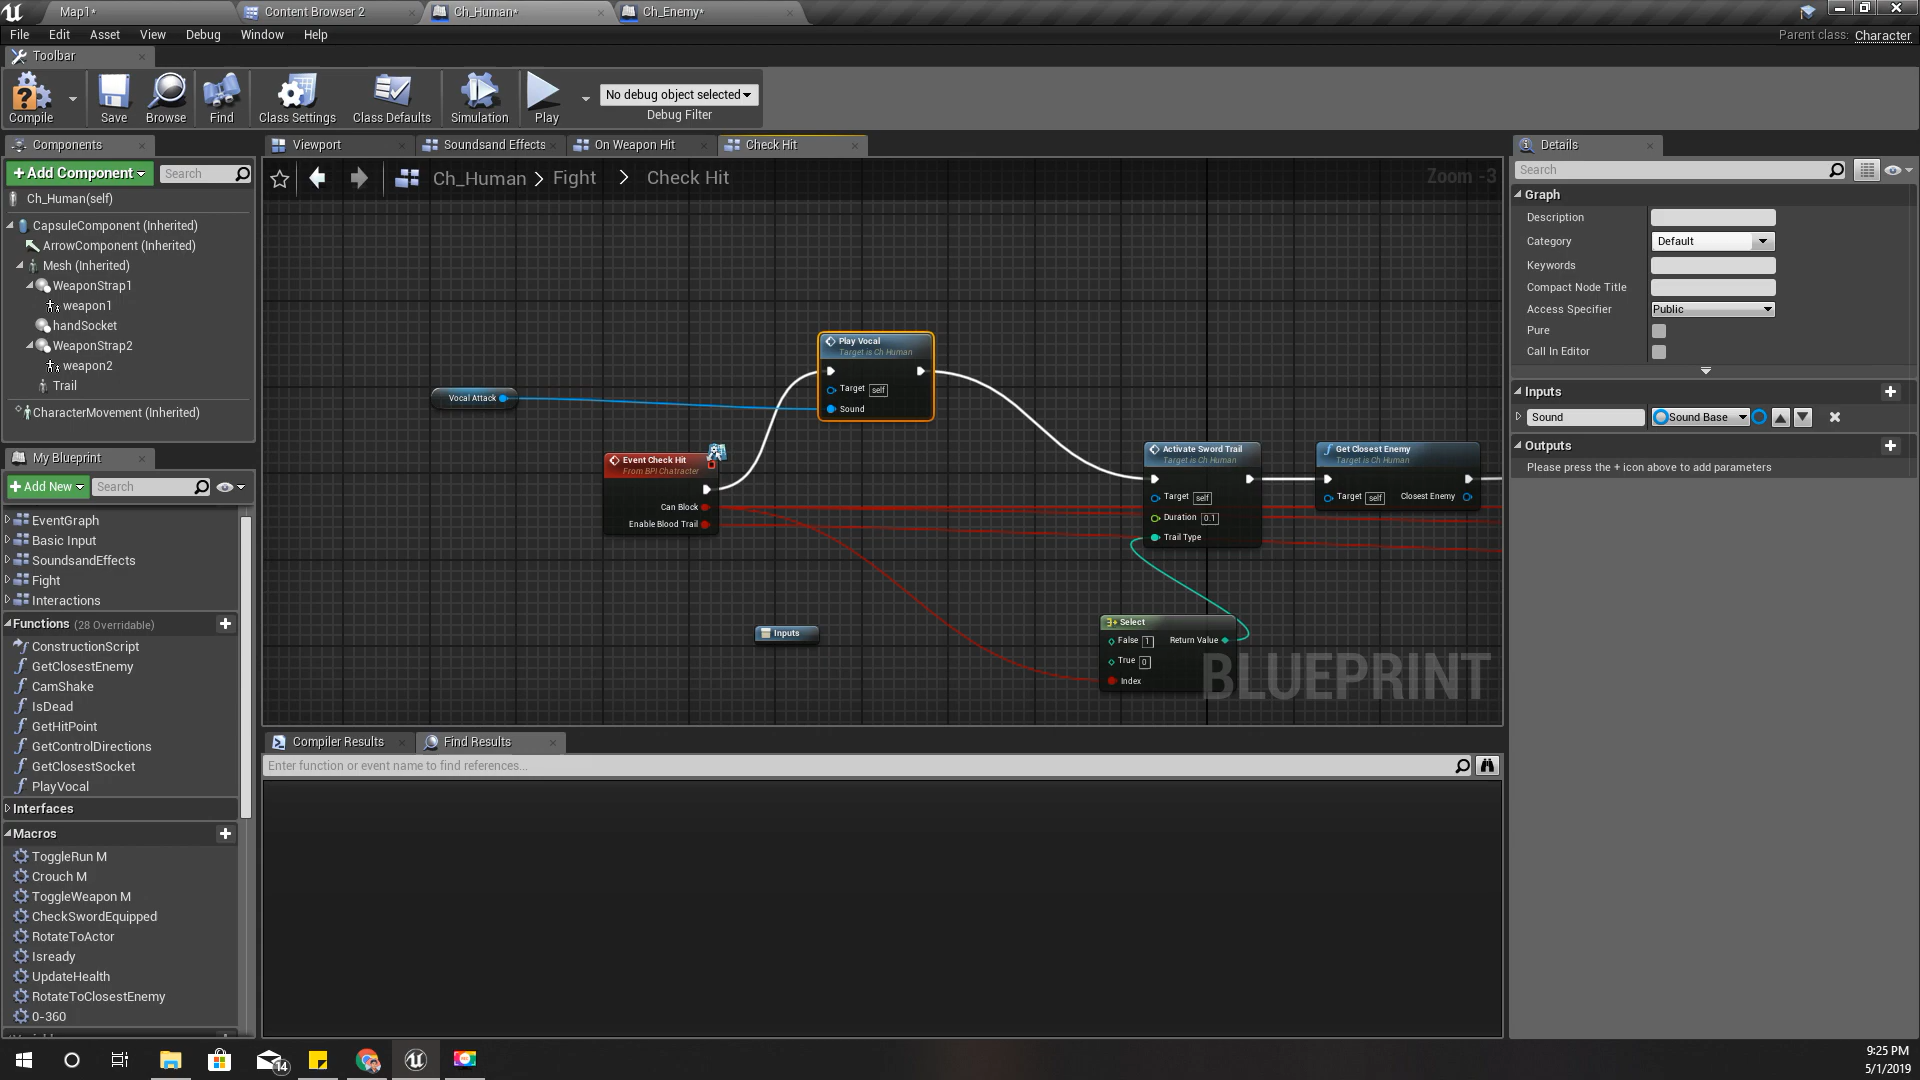 Map1*
Content Browser 2
Ch_Human*
Ch_Enemy*
File
Edit
Asset
View
Debug
Window
Help
Parent class: Character
Toolbar
Compile
Save
Browse
Find
Class Settings
Class Defaults
Simulation
Play
No debug object selected
Debug Filter
Components
Add Component
Search
Ch_Human(self)
CapsuleComponent (Inherited)
ArrowComponent (Inherited)
Mesh (Inherited)
WeaponStrap1
weapon1
handSocket
WeaponStrap2
weapon2
Trail
CharacterMovement (Inherited)
My Blueprint
Add New
Search
EventGraph
Basic Input
SoundsandEffects
Fight
Interactions
Functions (28 Overridable)
ConstructionScript
GetClosestEnemy
CamShake
IsDead
GetHitPoint
GetControlDirections
GetClosestSocket
PlayVocal
Interfaces
Macros
ToggleRun M
Crouch M
ToggleWeapon M
CheckSwordEquipped
RotateToActor
Isready
UpdateHealth
RotateToClosestEnemy
0-360
Viewport
Soundsand Effects
On Weapon Hit
Check Hit
Ch_Human > Fight > Check Hit
Zoom -3
Play Vocal
Target is Ch Human
Target self
Sound
Vocal Attack
Event Check Hit
From BPI Chatracter
Can Block
Enable Blood Trail
Activate Sword Trail
Target is Ch Human
Target self
Duration 0.1
Trail Type
Get Closest Enemy
Target is Ch Human
Target self
Closest Enemy
Inputs
Select
False 1
Return Value
True 0
Index
BLUEPRINT
Compiler Results
Find Results
Enter function or event name to find references...
Details
Search
Graph
Description
Category
Default
Keywords
Compact Node Title
Access Specifier
Public
Pure
Call In Editor
Inputs
Sound
Sound Base
Outputs
Please press the + icon above to add parameters
14
9:25 PM
5/1/2019